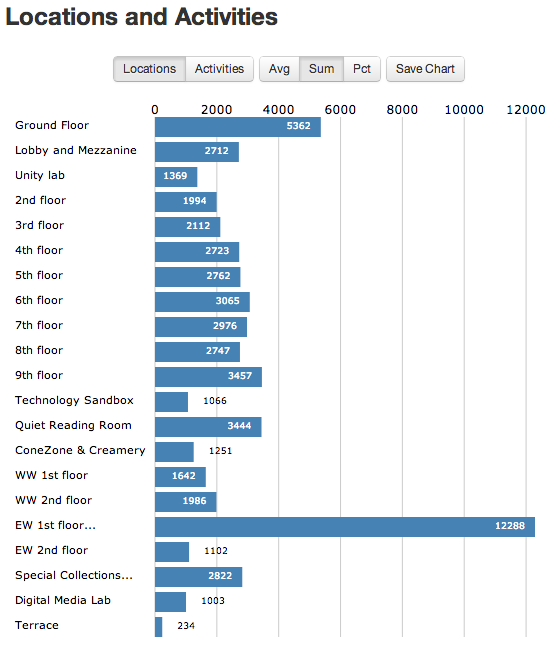 Locations and Activities
Locations Activities Avg Sum Pct Save Chart
0 2000 4000 6000 8000 10000 12000
Ground Floor 5362
Lobby and Mezzanine 2712
Unity lab 1369
2nd floor 1994
3rd floor 2112
4th floor 2723
5th floor 2762
6th floor 3065
7th floor 2976
8th floor 2747
9th floor 3457
Technology Sandbox 1066
Quiet Reading Room 3444
ConeZone & Creamery 1251
WW 1st floor 1642
WW 2nd floor 1986
EW 1st floor... 12288
EW 2nd floor 1102
Special Collections... 2822
Digital Media Lab 1003
Terrace 234